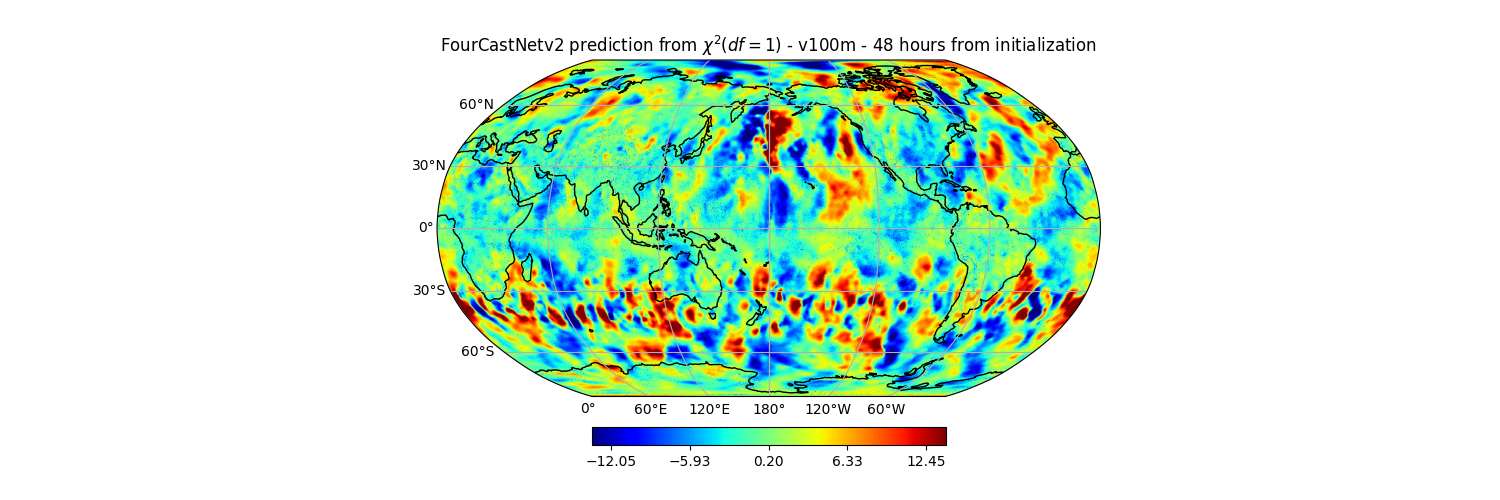 FourCastNetv2 prediction from χ²(df = 1) - v100m - 48 hours from initialization
60°N
30°N
0°
30°S
60°S
0° 60°E 120°E 180° 120°W 60°W
−12.05 −5.93 0.20 6.33 12.45